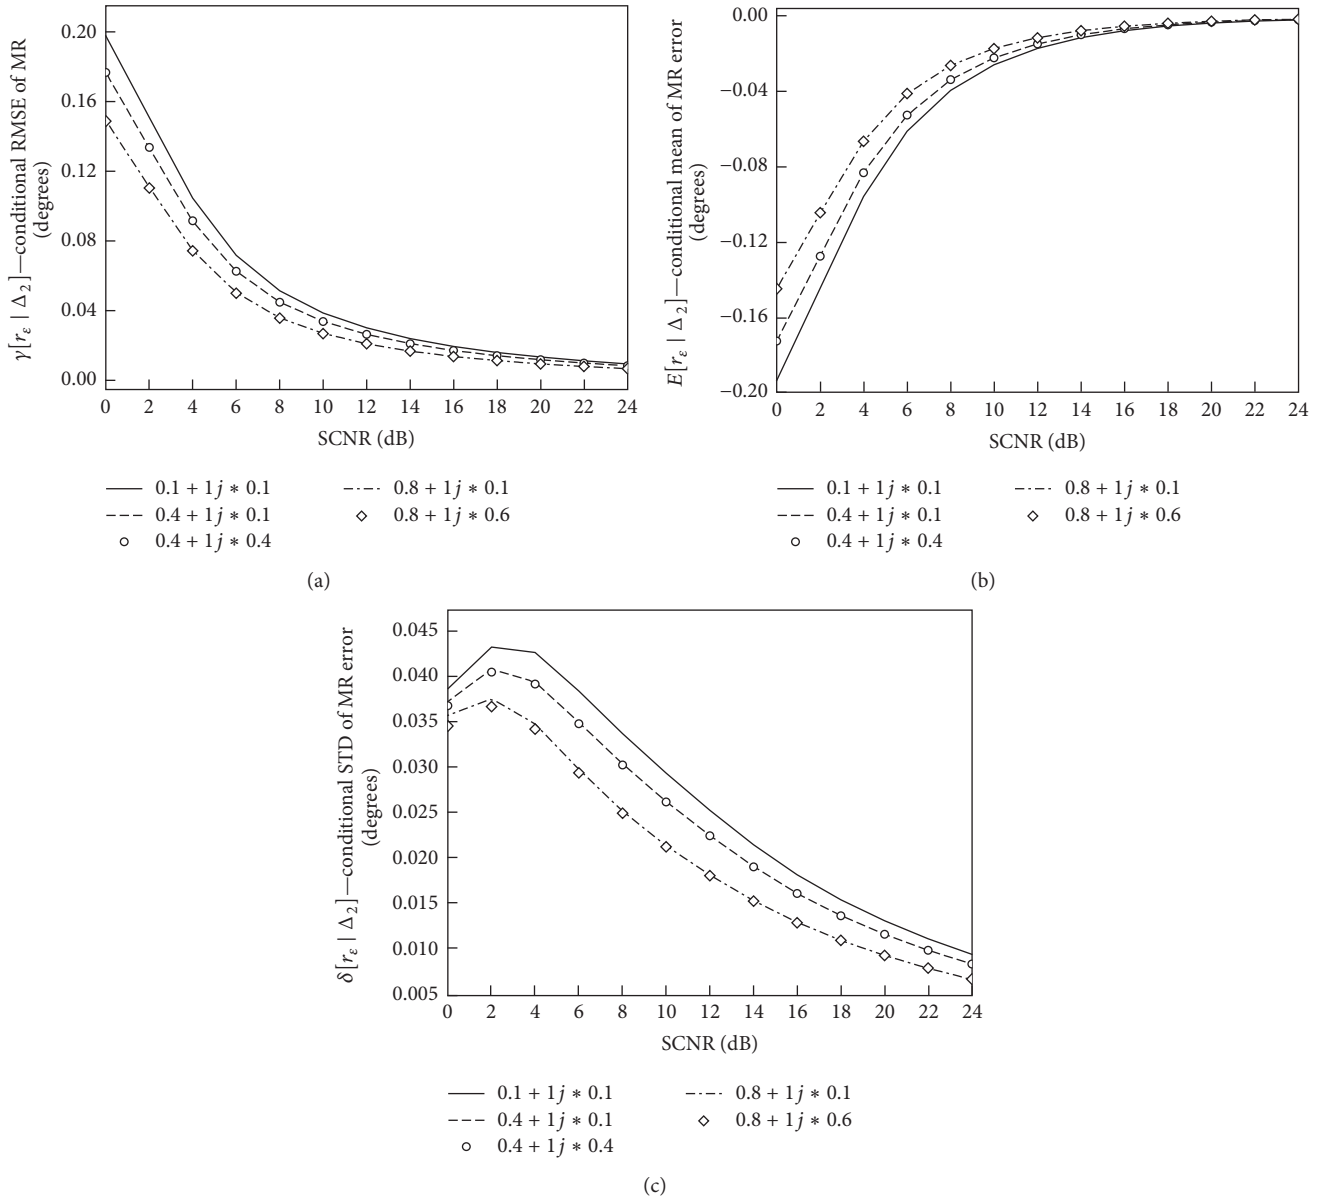 γ[rε | Δ2]—conditional RMSE of MR
(degrees)
0.20
0.16
0.12
0.08
0.04
0.00
0 2 4 6 8 10 12 14 16 18 20 22 24
SCNR (dB)
0.1 + 1j ∗ 0.1
0.4 + 1j ∗ 0.1
0.4 + 1j ∗ 0.4
0.8 + 1j ∗ 0.1
0.8 + 1j ∗ 0.6
(a)
E[rε | Δ2]—conditional mean of MR error
(degrees)
0.00
−0.04
−0.08
−0.12
−0.16
−0.20
0 2 4 6 8 10 12 14 16 18 20 22 24
SCNR (dB)
0.1 + 1j ∗ 0.1
0.4 + 1j ∗ 0.1
0.4 + 1j ∗ 0.4
0.8 + 1j ∗ 0.1
0.8 + 1j ∗ 0.6
(b)
δ[rε | Δ2]—conditional STD of MR error
(degrees)
0.045
0.040
0.035
0.030
0.025
0.020
0.015
0.010
0.005
0 2 4 6 8 10 12 14 16 18 20 22 24
SCNR (dB)
0.1 + 1j ∗ 0.1
0.4 + 1j ∗ 0.1
0.4 + 1j ∗ 0.4
0.8 + 1j ∗ 0.1
0.8 + 1j ∗ 0.6
(c)